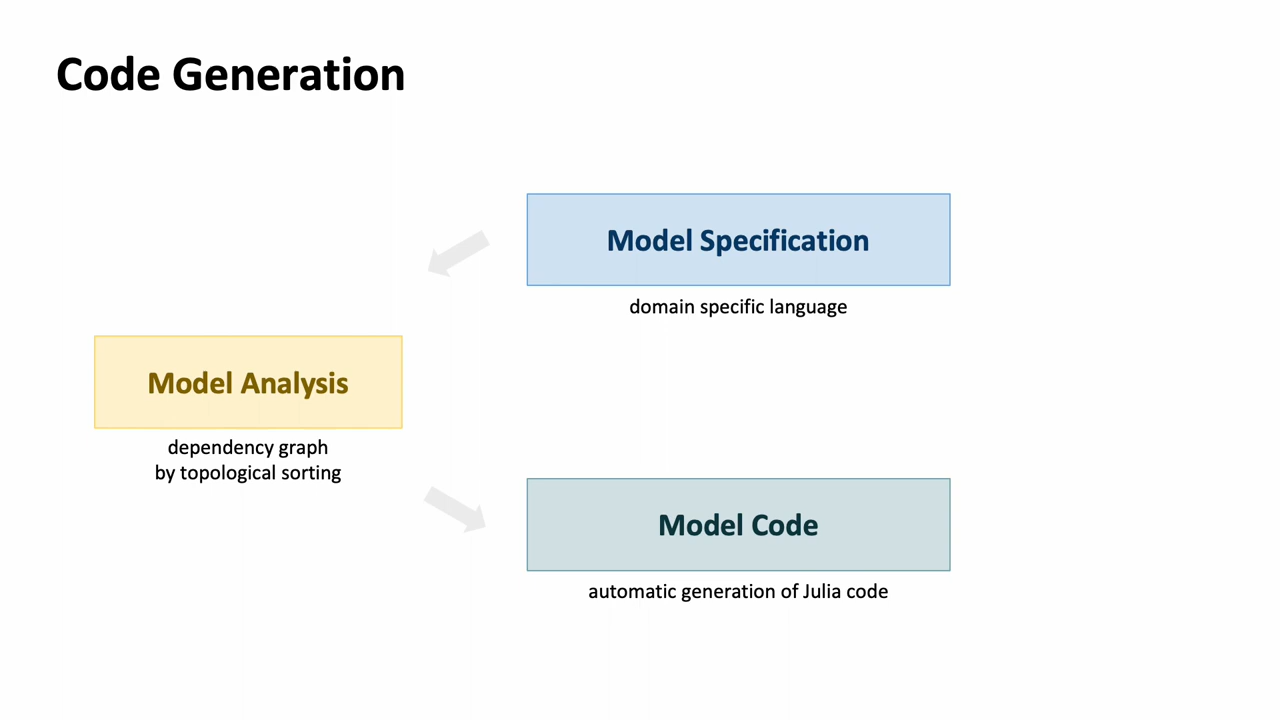 Code Generation
Model Specification
domain specific language
Model Analysis
dependency graph
by topological sorting
Model Code
automatic generation of Julia code